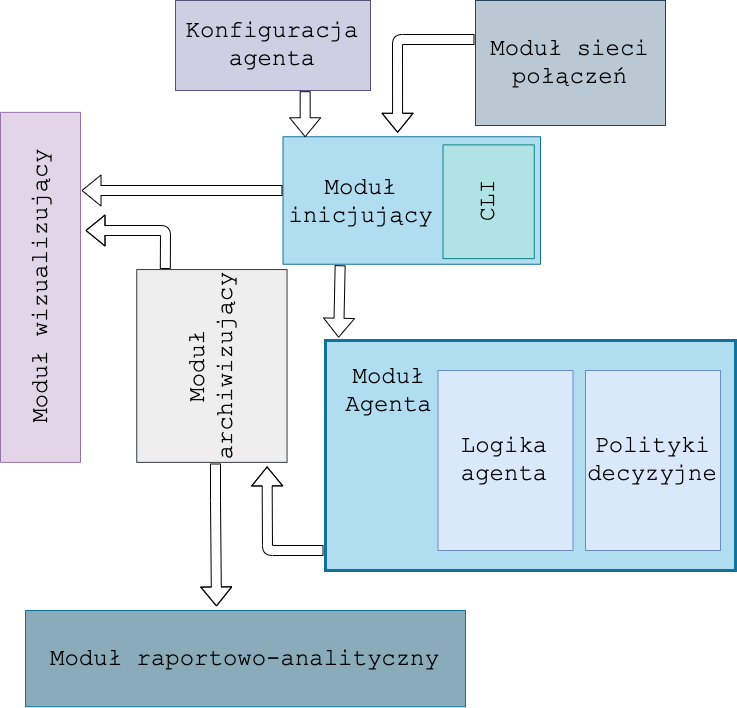 Konfiguracja
agenta
Moduł sieci
połączeń
Moduł wizualizujący
Moduł
inicjujący
CLI
Moduł
archiwizujący
Moduł
Agenta
Logika
agenta
Polityki
decyzyjne
Moduł raportowo-analityczny